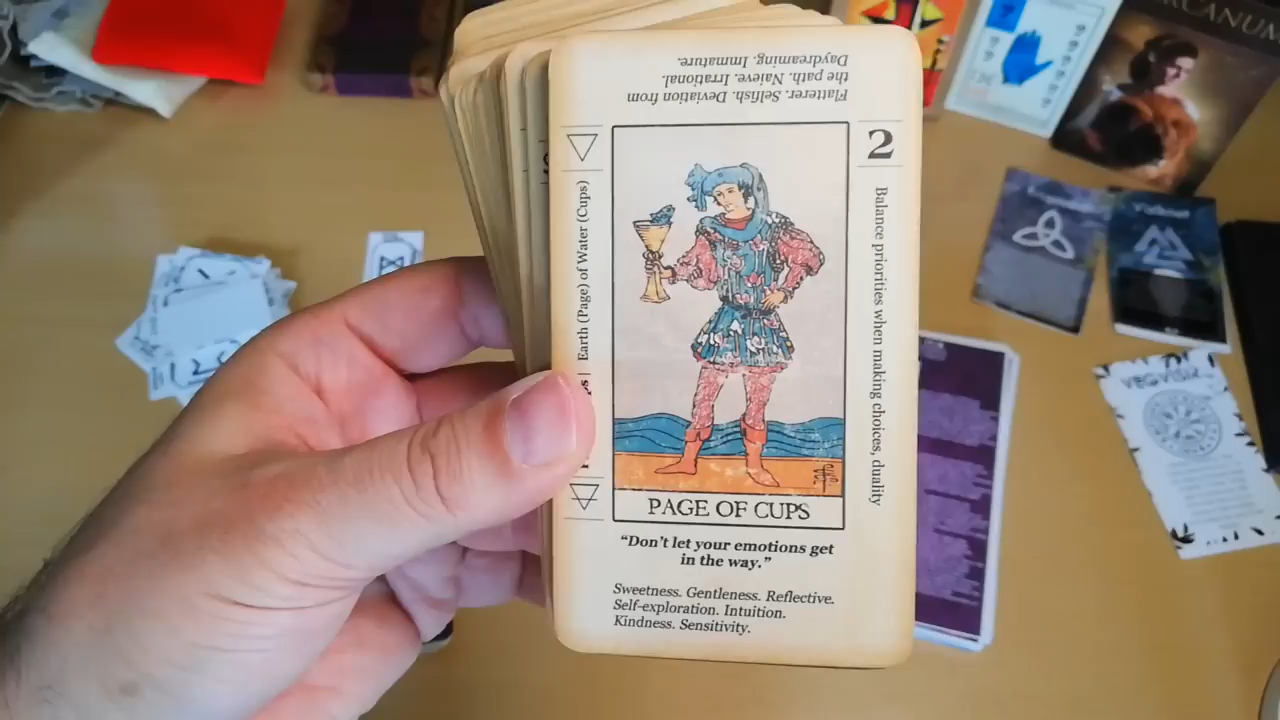 Flatterer. Selfish. Deviation from
the path. Naieve. Irrational.
Daydreaming. Immature.
2
Balance priorities when making choices, duality
Earth (Page) of Water (Cups)
PAGE OF CUPS
“Don’t let your emotions get
in the way.”
Sweetness. Gentleness. Reflective.
Self-exploration. Intuition.
Kindness. Sensitivity.
VEGVISIR